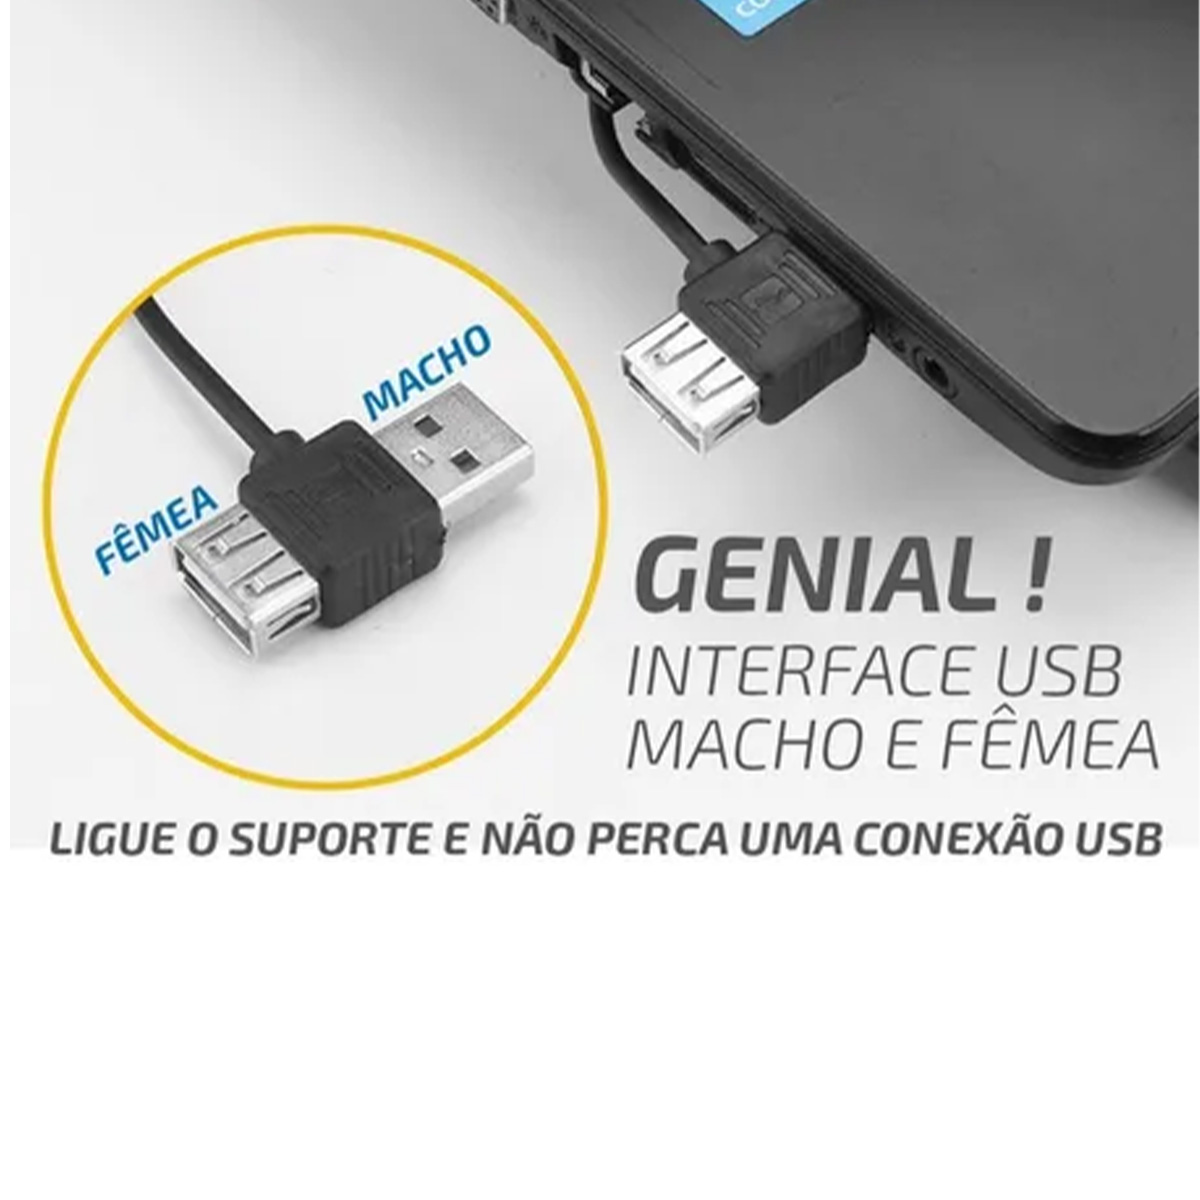 MACHO
FÊMEA
GENIAL !
INTERFACE USB
MACHO E FÊMEA
LIGUE O SUPORTE E NÃO PERCA UMA CONEXÃO USB